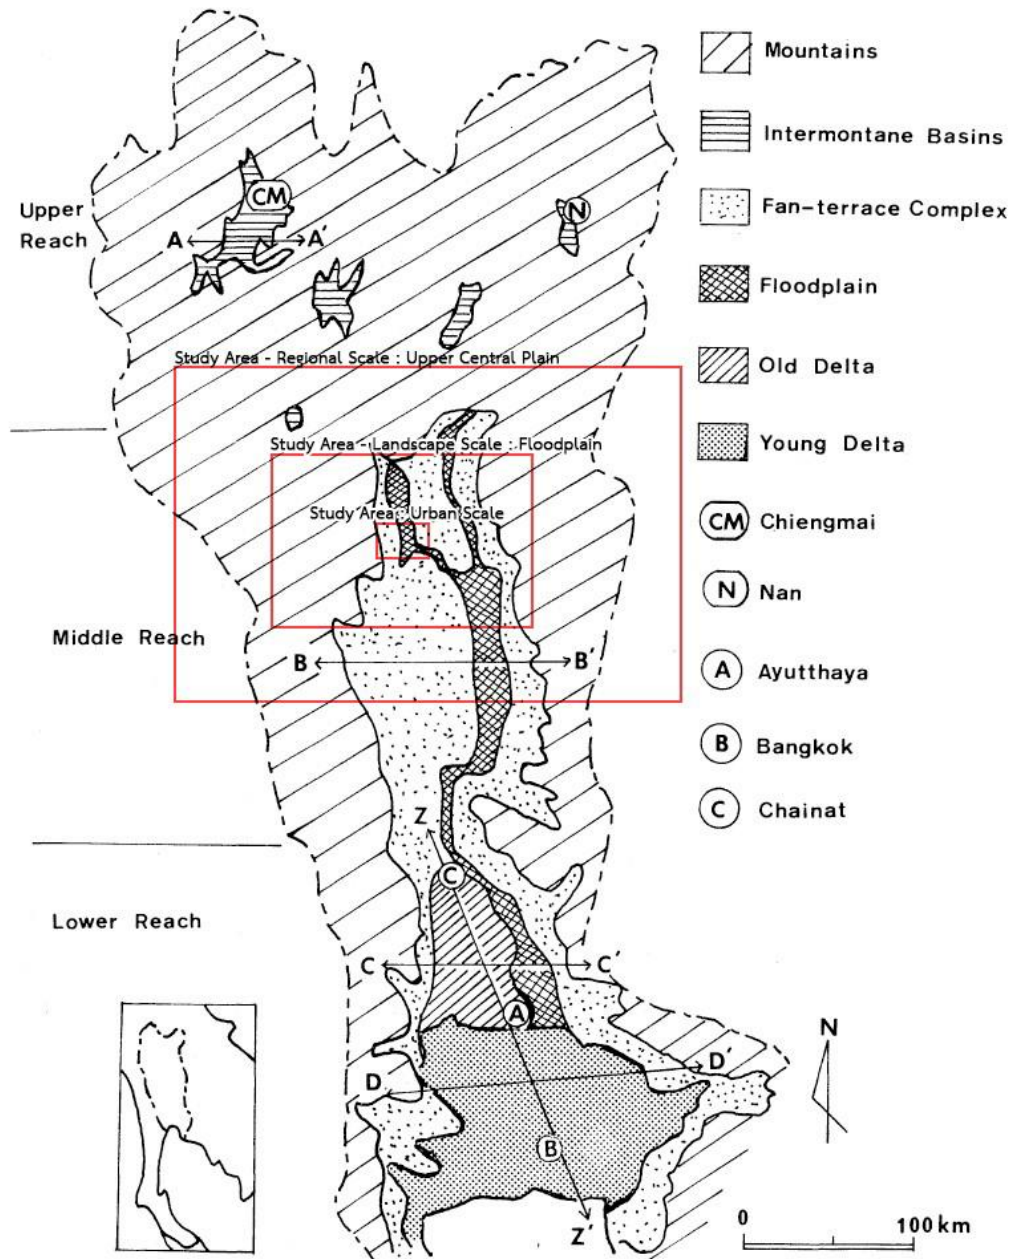 Mountains
Intermontane Basins
Fan-terrace Complex
Floodplain
Old Delta
Young Delta
CM Chiengmai
N Nan
A Ayutthaya
B Bangkok
C Chainat
Upper
Reach
CM
N
A A'
Study Area - Regional Scale : Upper Central Plain
Study Area - Landscape Scale : Floodplain
Study Area : Urban Scale
Middle Reach
B B'
Z
C
Lower Reach
C C'
A
D D'
B
Z'
N
0 100 km